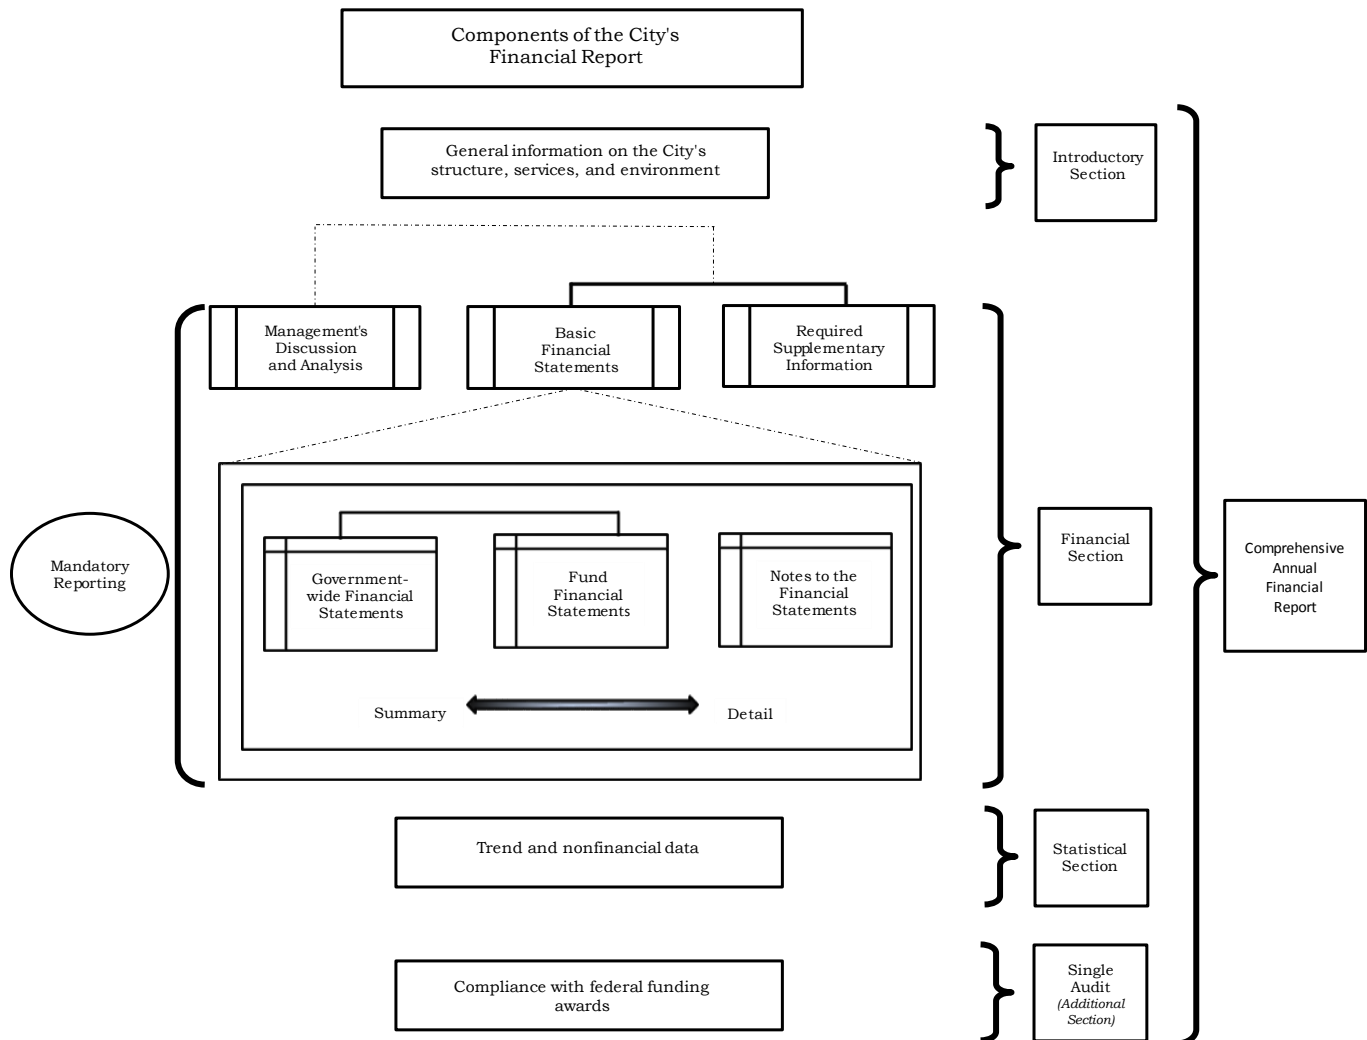 Components of the City's
Financial Report
General information on the City's
structure, services, and environment
Introductory
Section
Management's
Discussion
and Analysis
Basic
Financial
Statements
Required
Supplementary
Information
Mandatory
Reporting
Government-
wide Financial
Statements
Fund
Financial
Statements
Notes to the
Financial
Statements
Summary
Detail
Financial
Section
Comprehensive
Annual
Financial
Report
Trend and nonfinancial data
Statistical
Section
Compliance with federal funding
awards
Single
Audit
(Additional
Section)